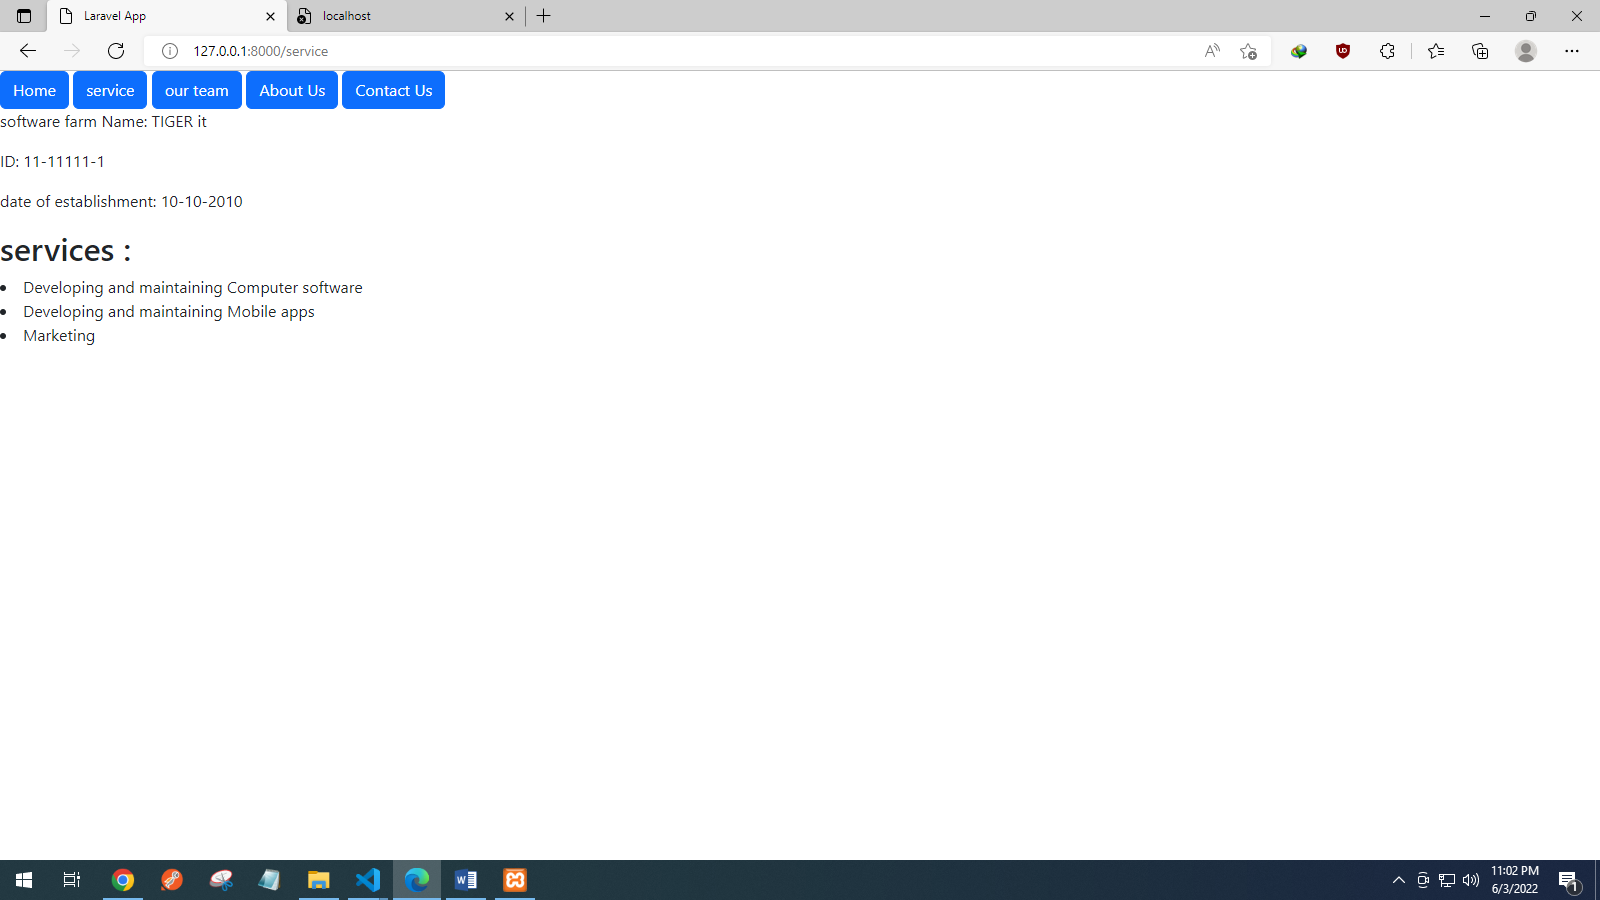 Laravel App
localhost
127.0.0.1:8000/service
Home service our team About Us Contact Us
software farm Name: TIGER it
ID: 11-11111-1
date of establishment: 10-10-2010
services :
Developing and maintaining Computer software
Developing and maintaining Mobile apps
Marketing
11:02 PM
6/3/2022
1